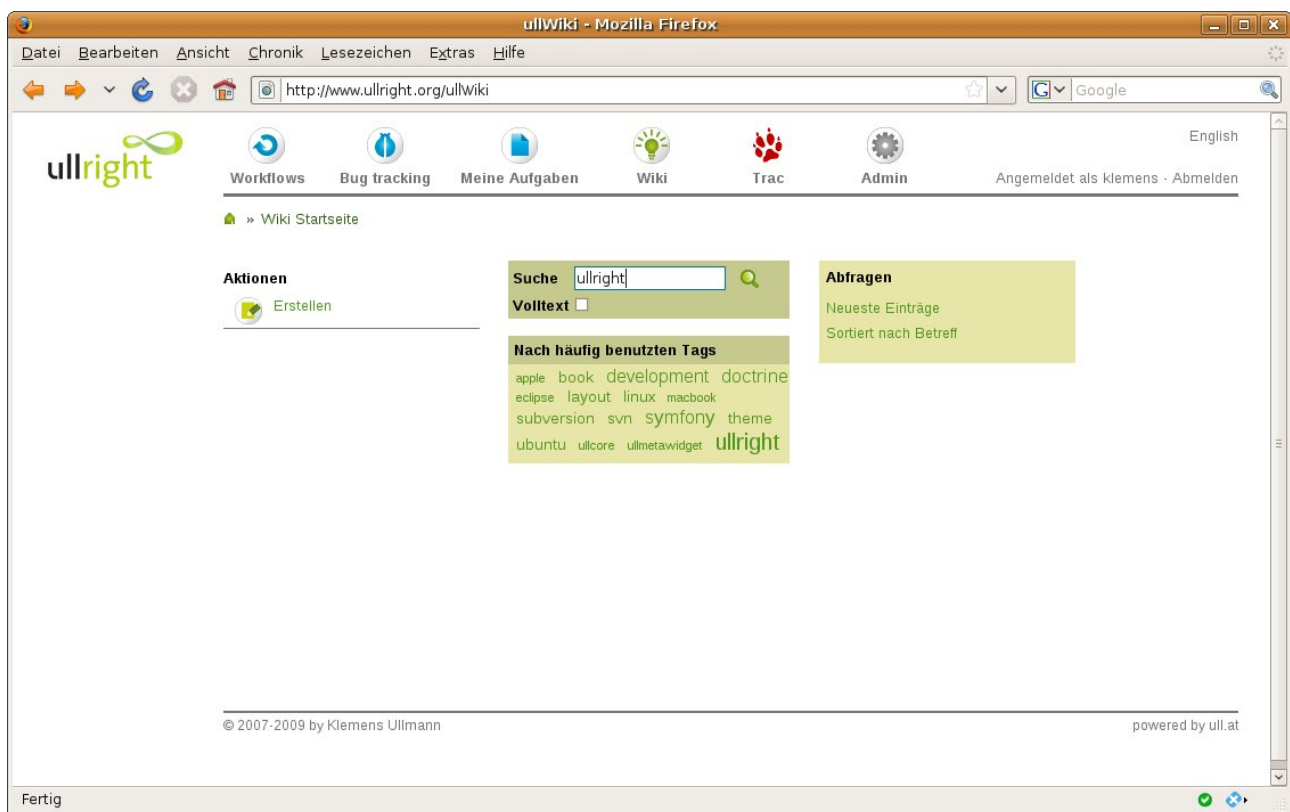 ullWiki - Mozilla Firefox
Datei Bearbeiten Ansicht Chronik Lesezeichen Extras Hilfe
http://www.ullright.org/ullWiki
G Google
ullright
English
Workflows Bug tracking Meine Aufgaben Wiki Trac Admin
Angemeldet als klemens - Abmelden
» Wiki Startseite
Aktionen
Erstellen
Suche ullright
Volltext
Nach häufig benutzten Tags
apple book development doctrine
eclipse layout linux macbook
subversion svn symfony theme
ubuntu ullcore ullmetawidget ullright
Abfragen
Neueste Einträge
Sortiert nach Betreff
© 2007-2009 by Klemens Ullmann
powered by ull.at
Fertig